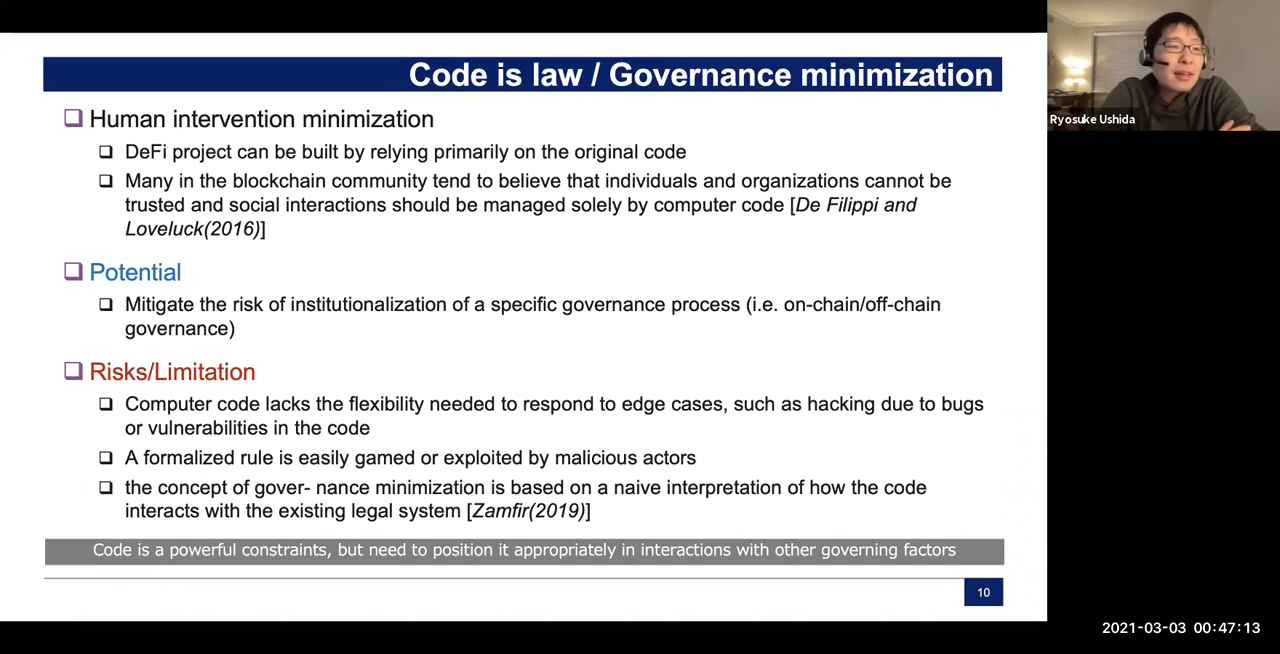 Code is law / Governance minimization
Human intervention minimization
DeFi project can be built by relying primarily on the original code
Many in the blockchain community tend to believe that individuals and organizations cannot be
trusted and social interactions should be managed solely by computer code [De Filippi and
Loveluck(2016)]
Potential
Mitigate the risk of institutionalization of a specific governance process (i.e. on-chain/off-chain
governance)
Risks/Limitation
Computer code lacks the flexibility needed to respond to edge cases, such as hacking due to bugs
or vulnerabilities in the code
A formalized rule is easily gamed or exploited by malicious actors
the concept of gover- nance minimization is based on a naive interpretation of how the code
interacts with the existing legal system [Zamfir(2019)]
Code is a powerful constraints, but need to position it appropriately in interactions with other governing factors
10
Ryosuke Ushida
2021-03-03 00:47:13